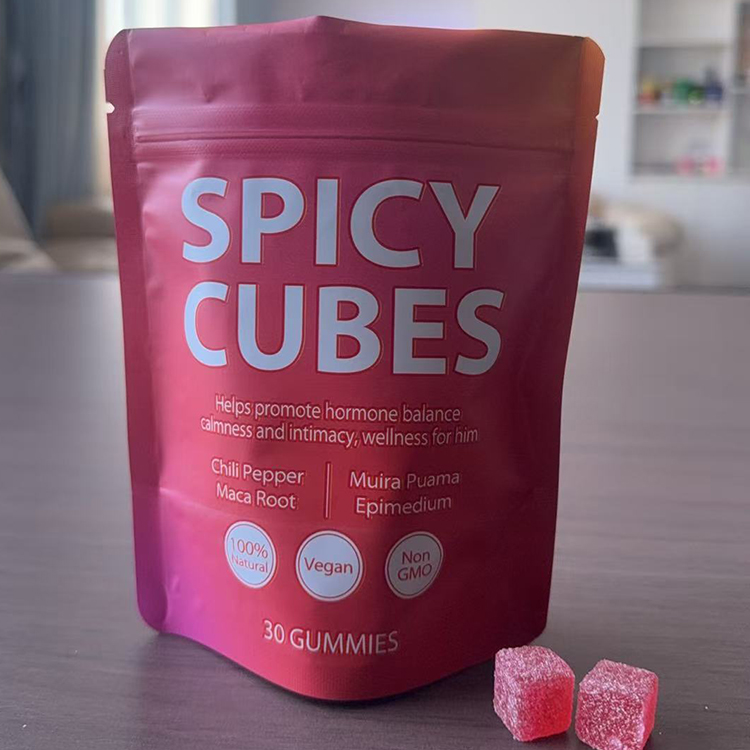 SPICY
CUBES
Helps promote hormone balance
calmness and intimacy, wellness for him
Chili Pepper
Maca Root
Muira Puama
Epimedium
100%
Natural
Vegan
Non
GMO
30 GUMMIES